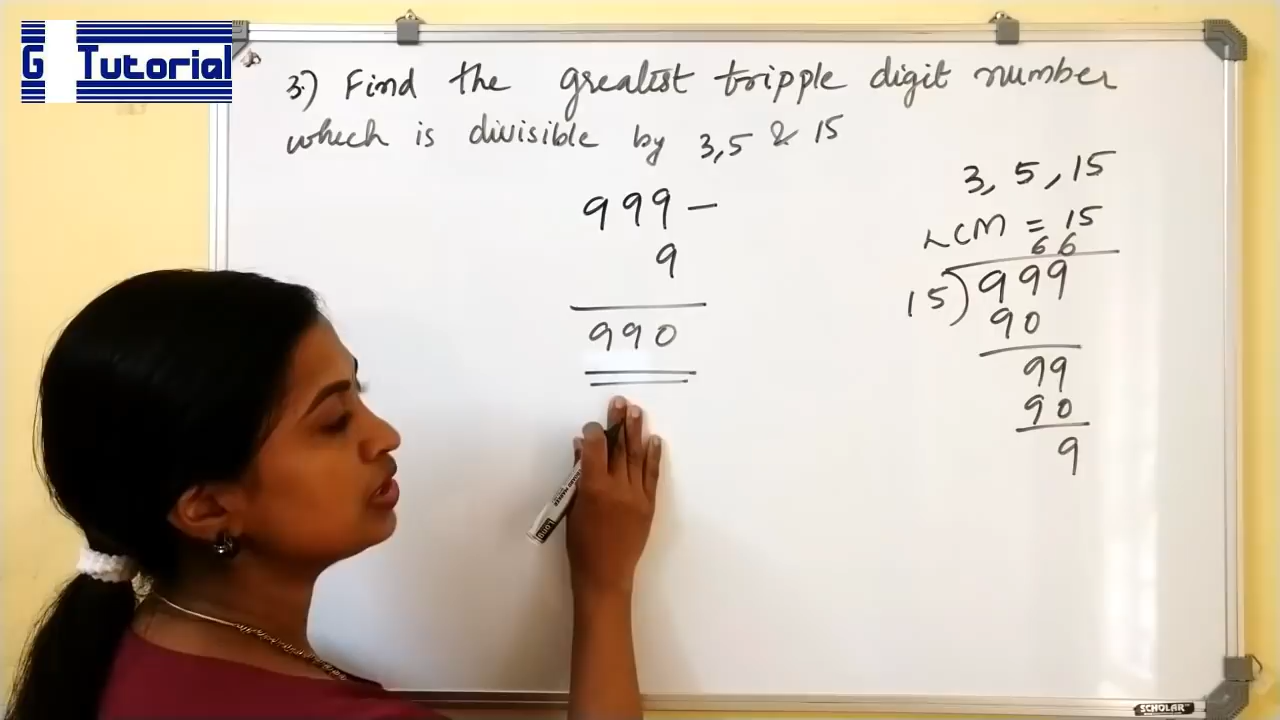 G Tutorial
3.) Find the greatest tripple digit number
which is divisible by 3,5 & 15
999 –
9
990
3, 5, 15
LCM = 15
66
15)999
90
99
90
9
SCHOLAR